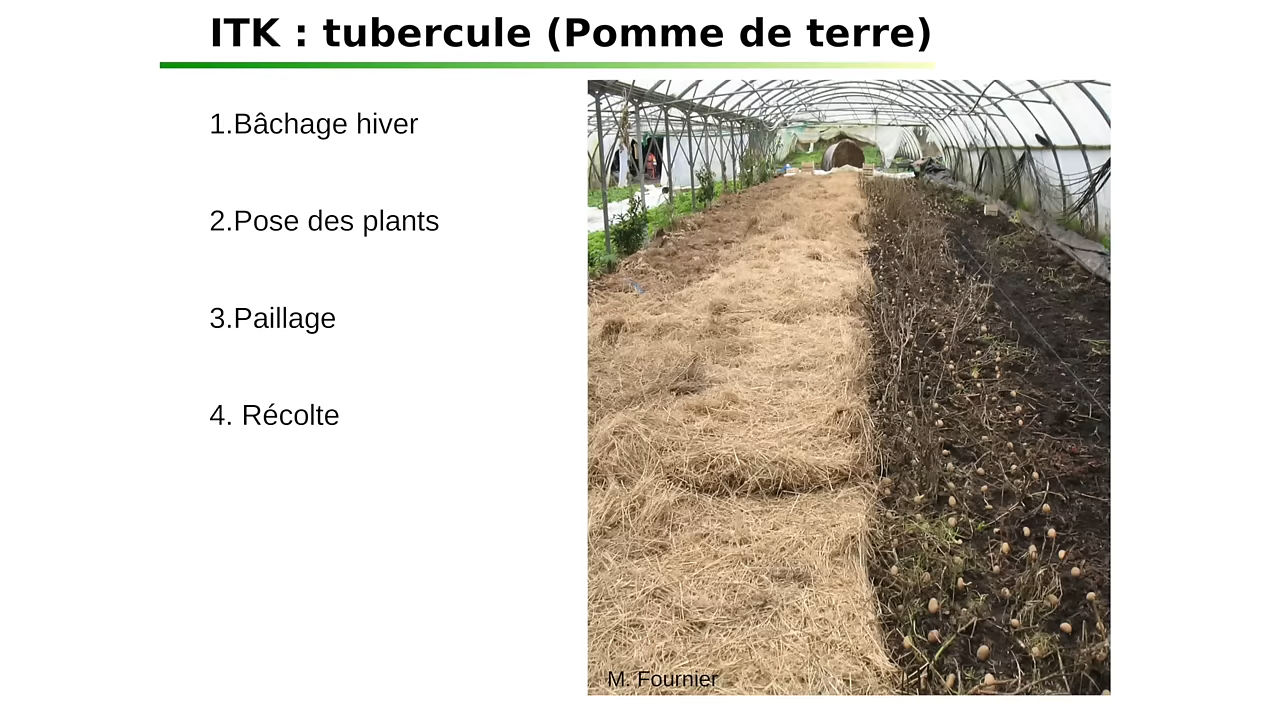 ITK : tubercule (Pomme de terre)
1.Bâchage hiver
2.Pose des plants
3.Paillage
4. Récolte
M. Fournier